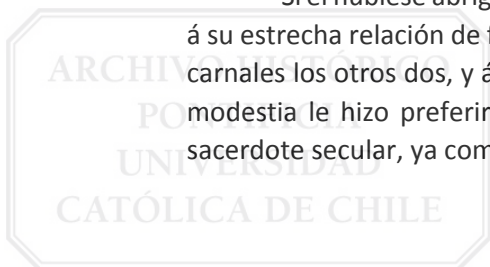 Si él hubiese abrig
á su estrecha relación de f
carnales los otros dos, y á
modestia le hizo preferir
sacerdote secular, ya com
ARCHIVO HISTÓRICO
PONTIFICIA
UNIVERSIDAD
CATÓLICA DE CHILE